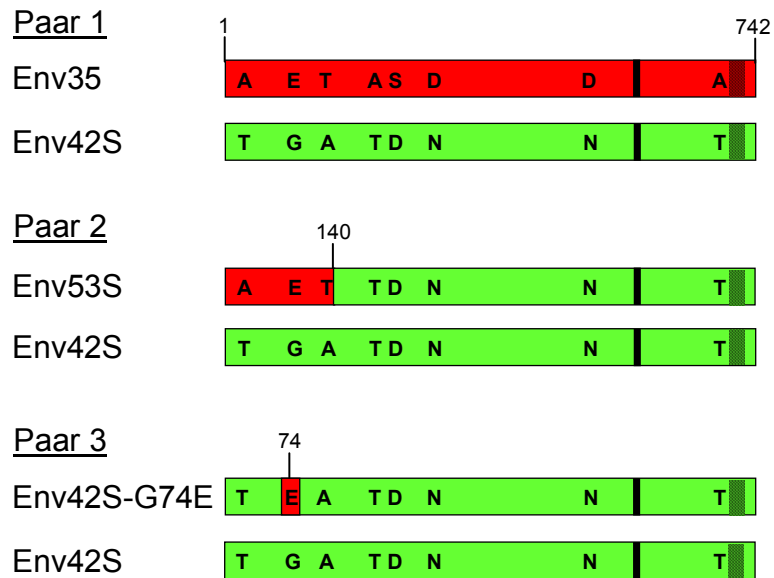 Paar 1
1 742
Env35 A E T A S D D A
Env42S T G A T D N N T
Paar 2
140
Env53S A E T T D N N T
Env42S T G A T D N N T
Paar 3
74
Env42S-G74E T E A T D N N T
Env42S T G A T D N N T